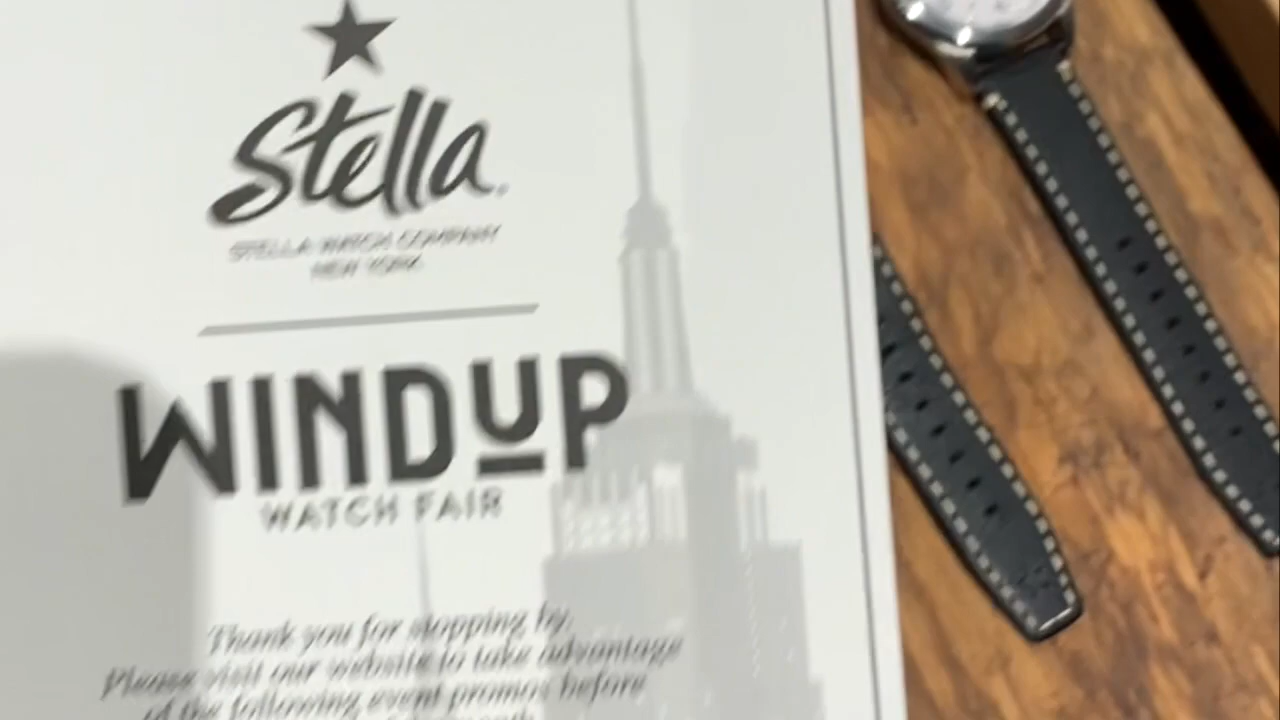 Stella.
STELLA WATCH COMPANY
NEW YORK
WINDUP
WATCH FAIR
Thank you for stopping by.
Please visit our website to take advantage
of the following event promos before